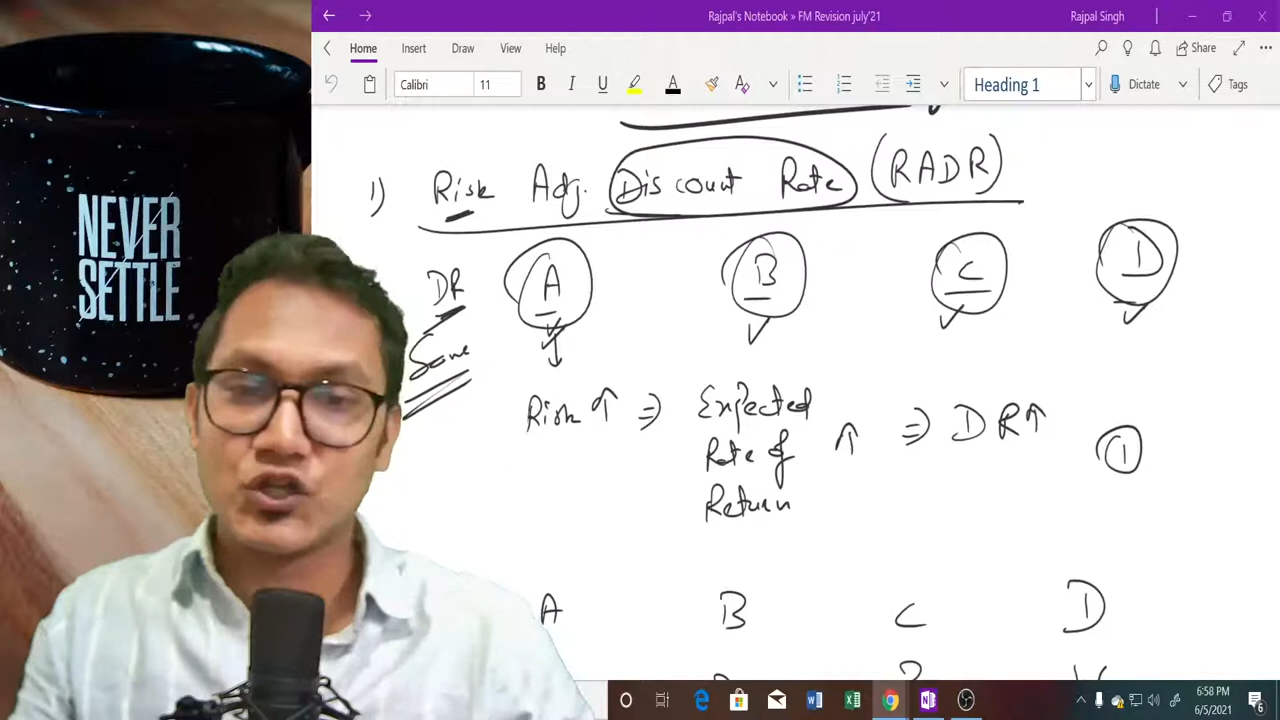 Rajpal's Notebook » FM Revision july'21
Rajpal Singh
Home Insert Draw View Help
Share
Calibri 11 B I U A Heading 1 Dictate Tags
1) Risk Adj. Discount Rate (RADR)
DR A B C D
Same
Risk ↑ ⇒ Expected Rate of Return ↑ ⇒ DR↑ 1
A B C D
NEVER
SETTLE
6:58 PM
6/5/2021
6